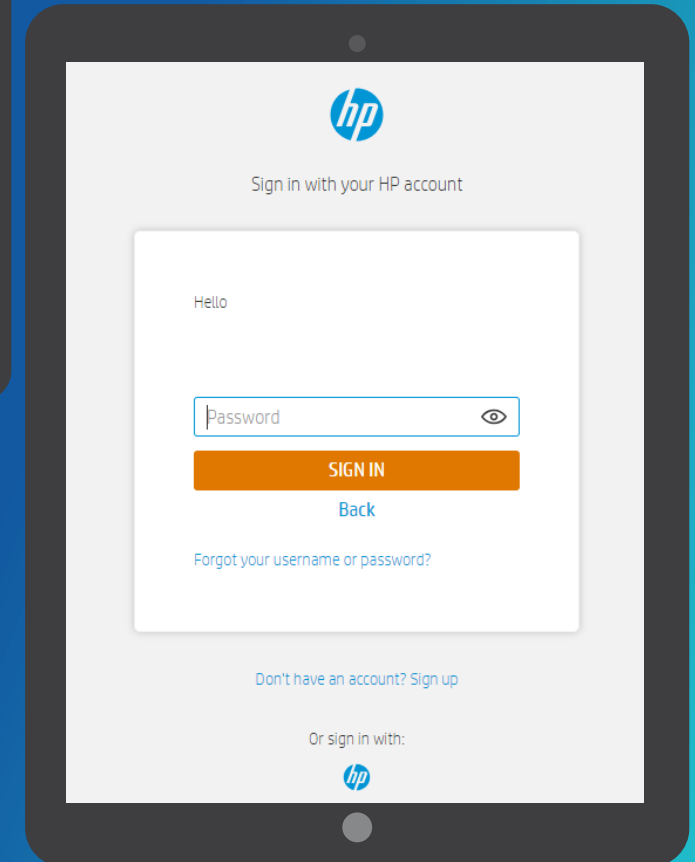 hp
Sign in with your HP account
Hello
Password
SIGN IN
Back
Forgot your username or password?
Don't have an account? Sign up
Or sign in with:
hp